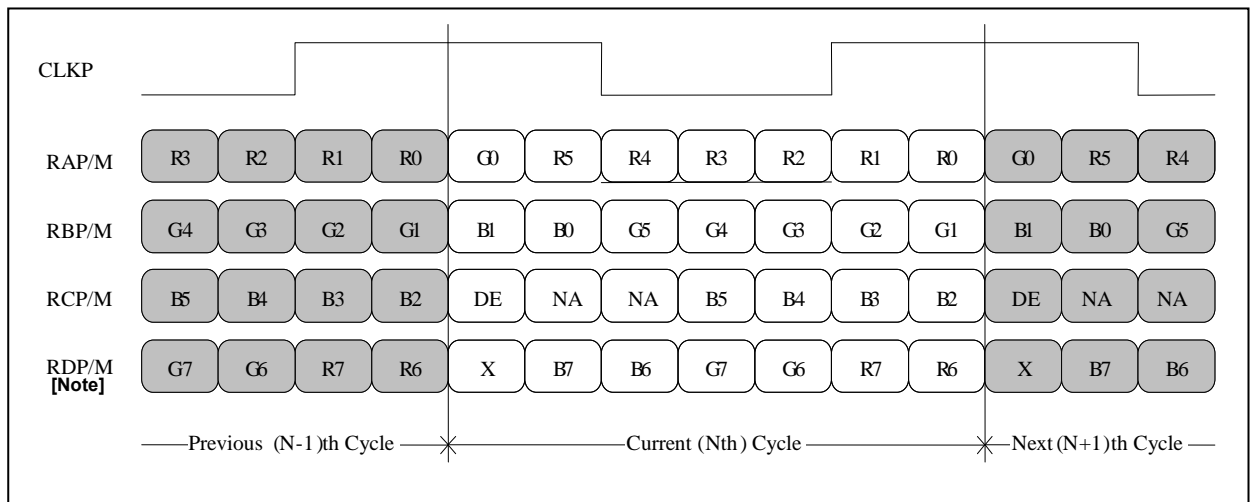 CLKP
RAP/M R3 R2 R1 R0 G0 R5 R4 R3 R2 R1 R0 G0 R5 R4
RBP/M G4 G3 G2 G1 B1 B0 G5 G4 G3 G2 G1 B1 B0 G5
RCP/M B5 B4 B3 B2 DE NA NA B5 B4 B3 B2 DE NA NA
RDP/M G7 G6 R7 R6 X B7 B6 G7 G6 R7 R6 X B7 B6
[Note]
Previous (N-1)th Cycle Current (Nth) Cycle Next (N+1)th Cycle